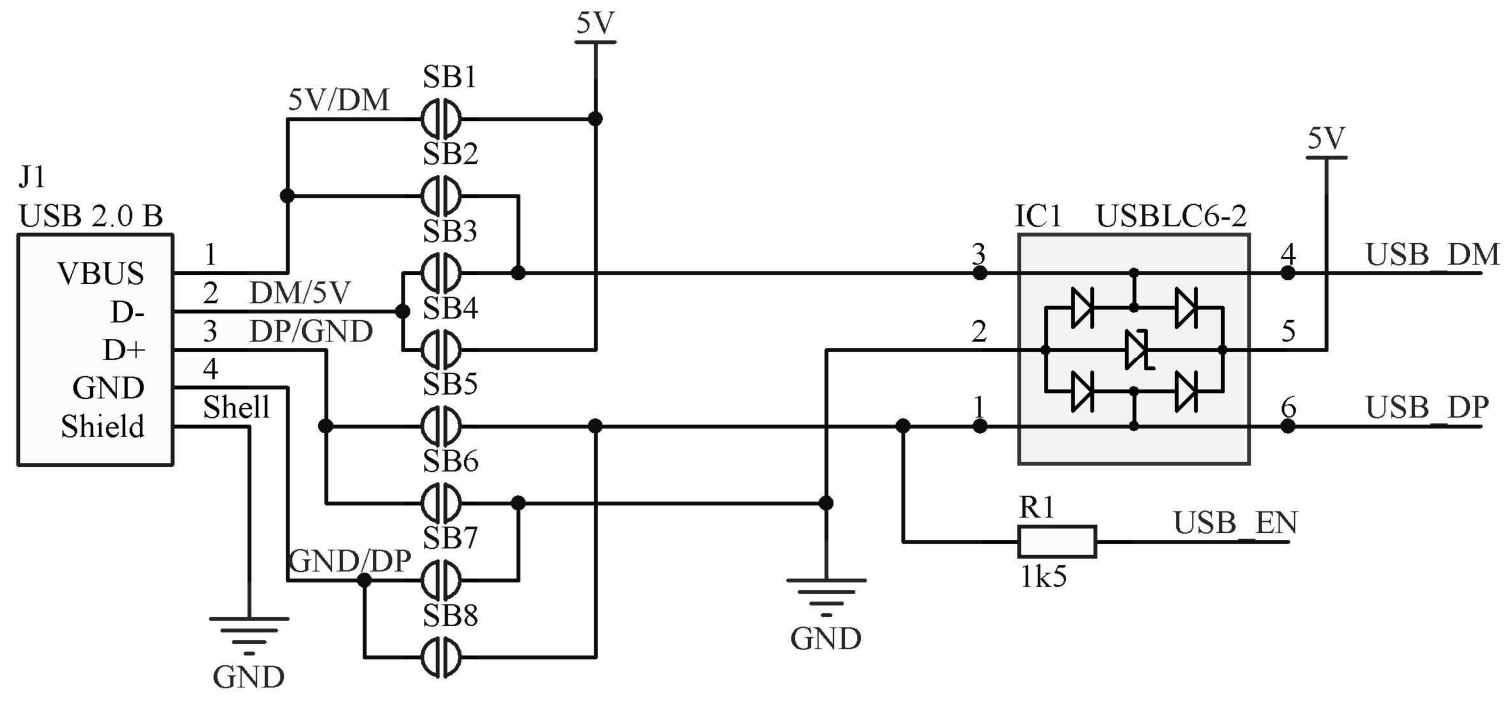 5V
SB1
5V/DM
SB2
5V
J1
USB 2.0 B
SB3
IC1 USBLC6-2
VBUS 1
3
4 USB_DM
D- 2 DM/5V
SB4
D+ 3 DP/GND
2
5
GND 4
SB5
Shield Shell
1
6 USB_DP
SB6
R1
USB_EN
SB7
GND/DP
1k5
SB8
GND
GND